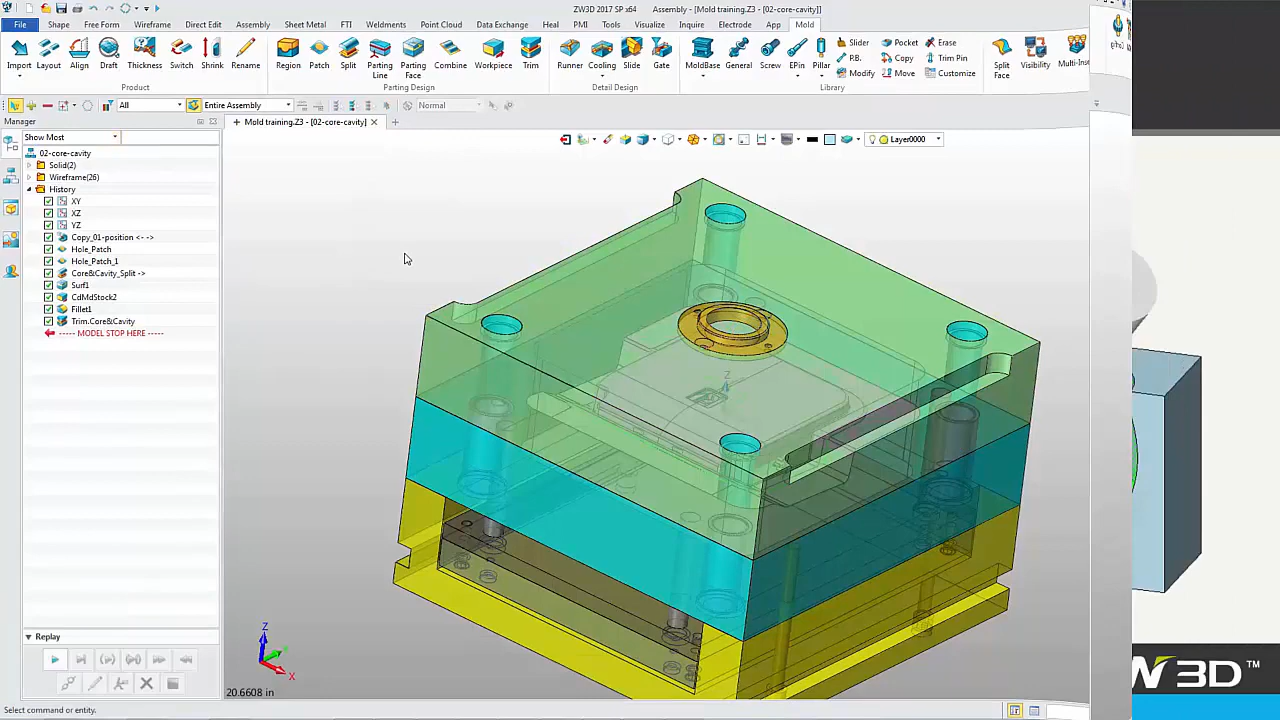 ZW3D 2017 SP x64    Assembly - [Mold training.Z3 - [02-core-cavity]]
File Shape Free Form Wireframe Direct Edit Assembly Sheet Metal FTI Weldments Point Cloud Data Exchange Heal PMI Tools Visualize Inquire Electrode App Mold
Slider Pocket Erase
P.B. Copy Trim Pin
Modify Move Customize
Import Layout Align Draft Thickness Switch Shrink Rename Region Patch Split Parting Line Parting Face Combine Workpiece Trim Runner Cooling Slide Gate MoldBase General Screw EPin Pillar Split Face Visibility Multi-Ins
Product Parting Design Detail Design Library
All Entire Assembly Normal
Manager
Mold training.Z3 - [02-core-cavity]
Show Most
Layer0000
02-core-cavity
Solid(2)
Wireframe(26)
History
XY
XZ
YZ
Copy_01-position <- ->
Hole_Patch
Hole_Patch_1
Core&Cavity_Split ->
Surf1
CdMdStock2
Fillet1
Trim.Core&Cavity
----- MODEL STOP HERE -----
Z
Replay
Z
X
20.6608 in
Select command or entity.
W3D™